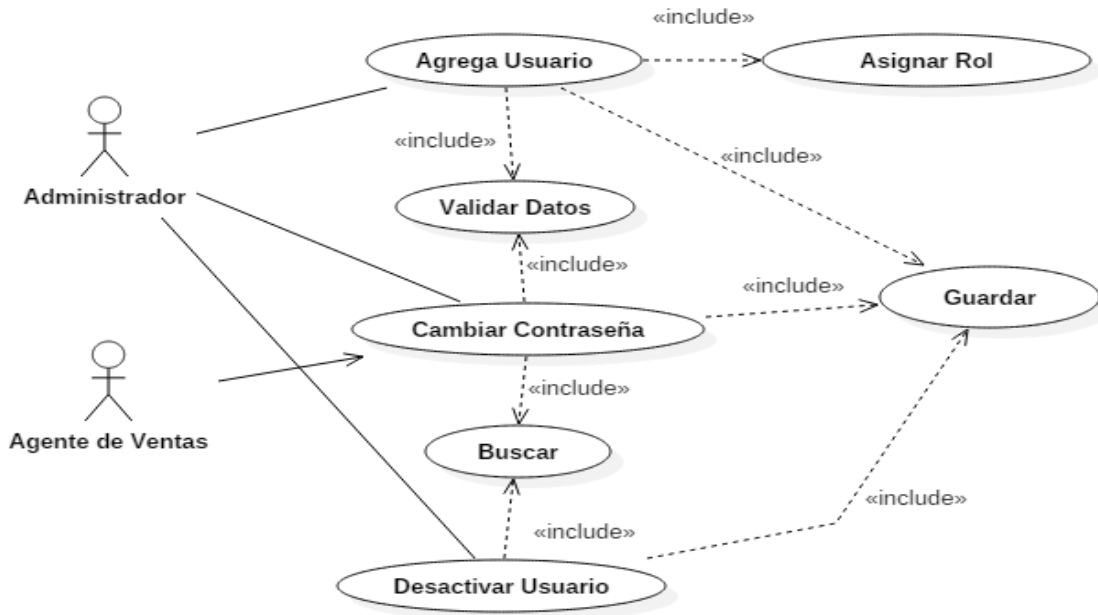 «include»
Agrega Usuario
Asignar Rol
«include»
«include»
Administrador
Validar Datos
«include»
«include»
Guardar
Cambiar Contraseña
«include»
Agente de Ventas
Buscar
«include»
«include»
Desactivar Usuario